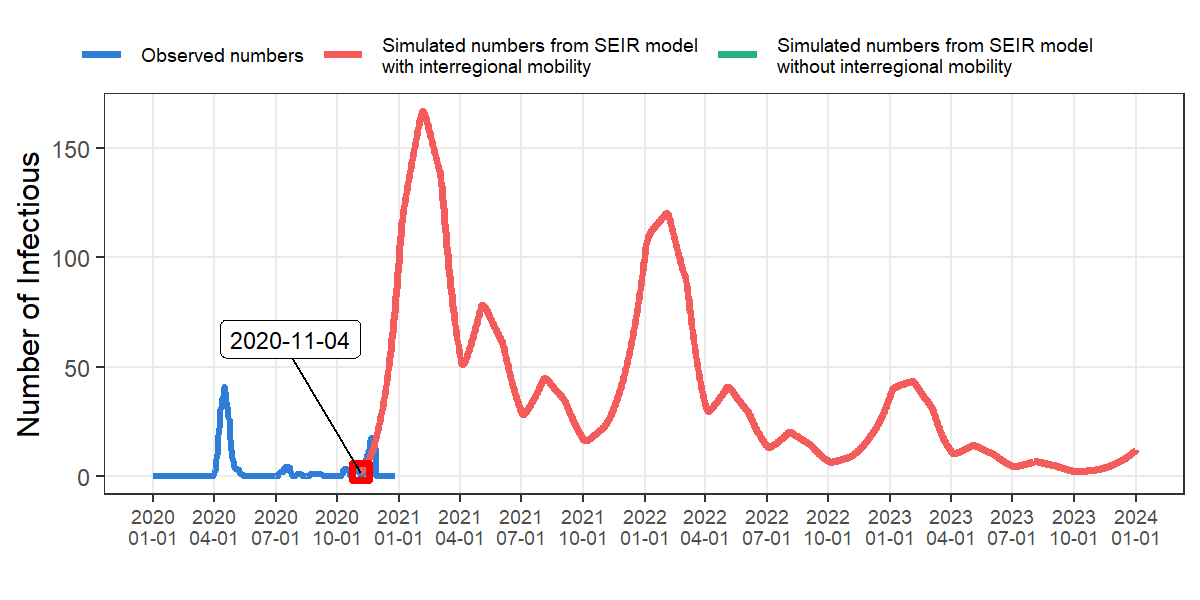 Observed numbers
Simulated numbers from SEIR model
with interregional mobility
Simulated numbers from SEIR model
without interregional mobility
Number of Infectious
150
100
50
0
2020-11-04
2020 2020 2020 2020 2021 2021 2021 2021 2022 2022 2022 2022 2023 2023 2023 2023 2024
01-01 04-01 07-01 10-01 01-01 04-01 07-01 10-01 01-01 04-01 07-01 10-01 01-01 04-01 07-01 10-01 01-01